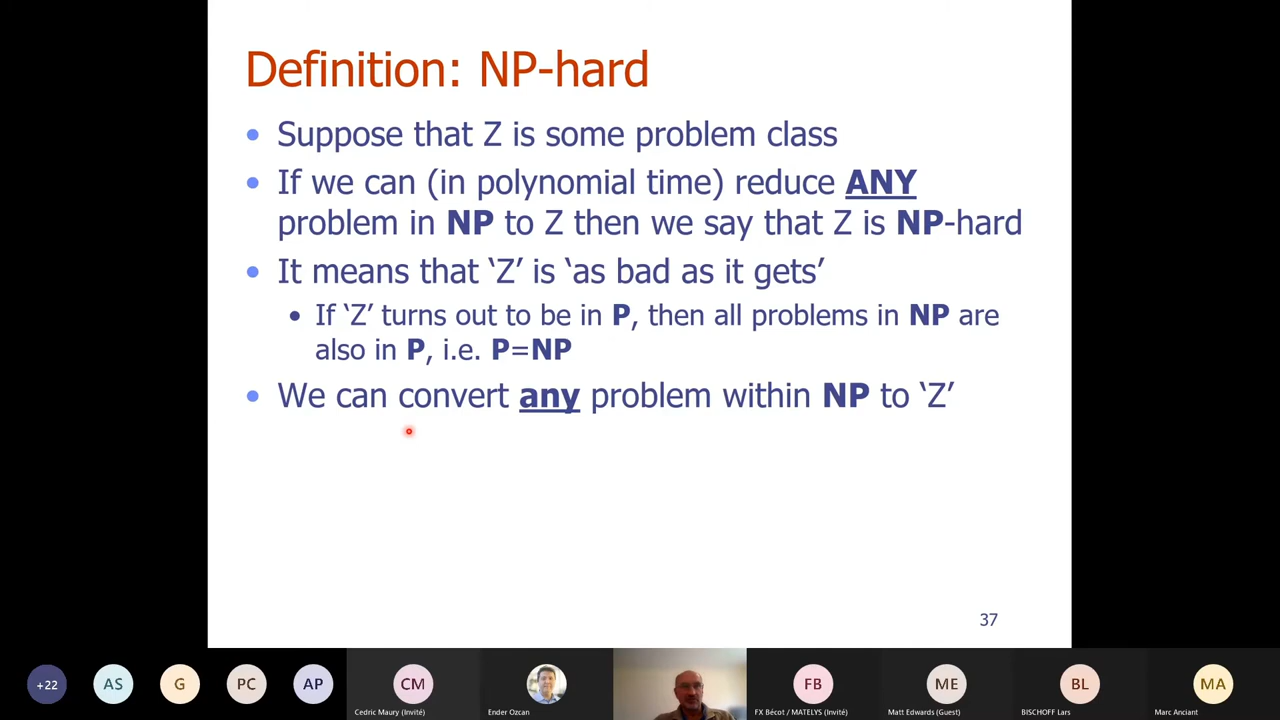 Definition: NP-hard
• Suppose that Z is some problem class
• If we can (in polynomial time) reduce ANY
problem in NP to Z then we say that Z is NP-hard
• It means that ‘Z’ is ‘as bad as it gets’
• If ‘Z’ turns out to be in P, then all problems in NP are
also in P, i.e. P=NP
• We can convert any problem within NP to ‘Z’
37
+22 AS G PC AP CM FB ME BL MA
Cedric Maury (Invité) Ender Ozcan FX Bécot / MATELYS (Invité) Matt Edwards (Guest) BISCHOFF Lars Marc Anciant